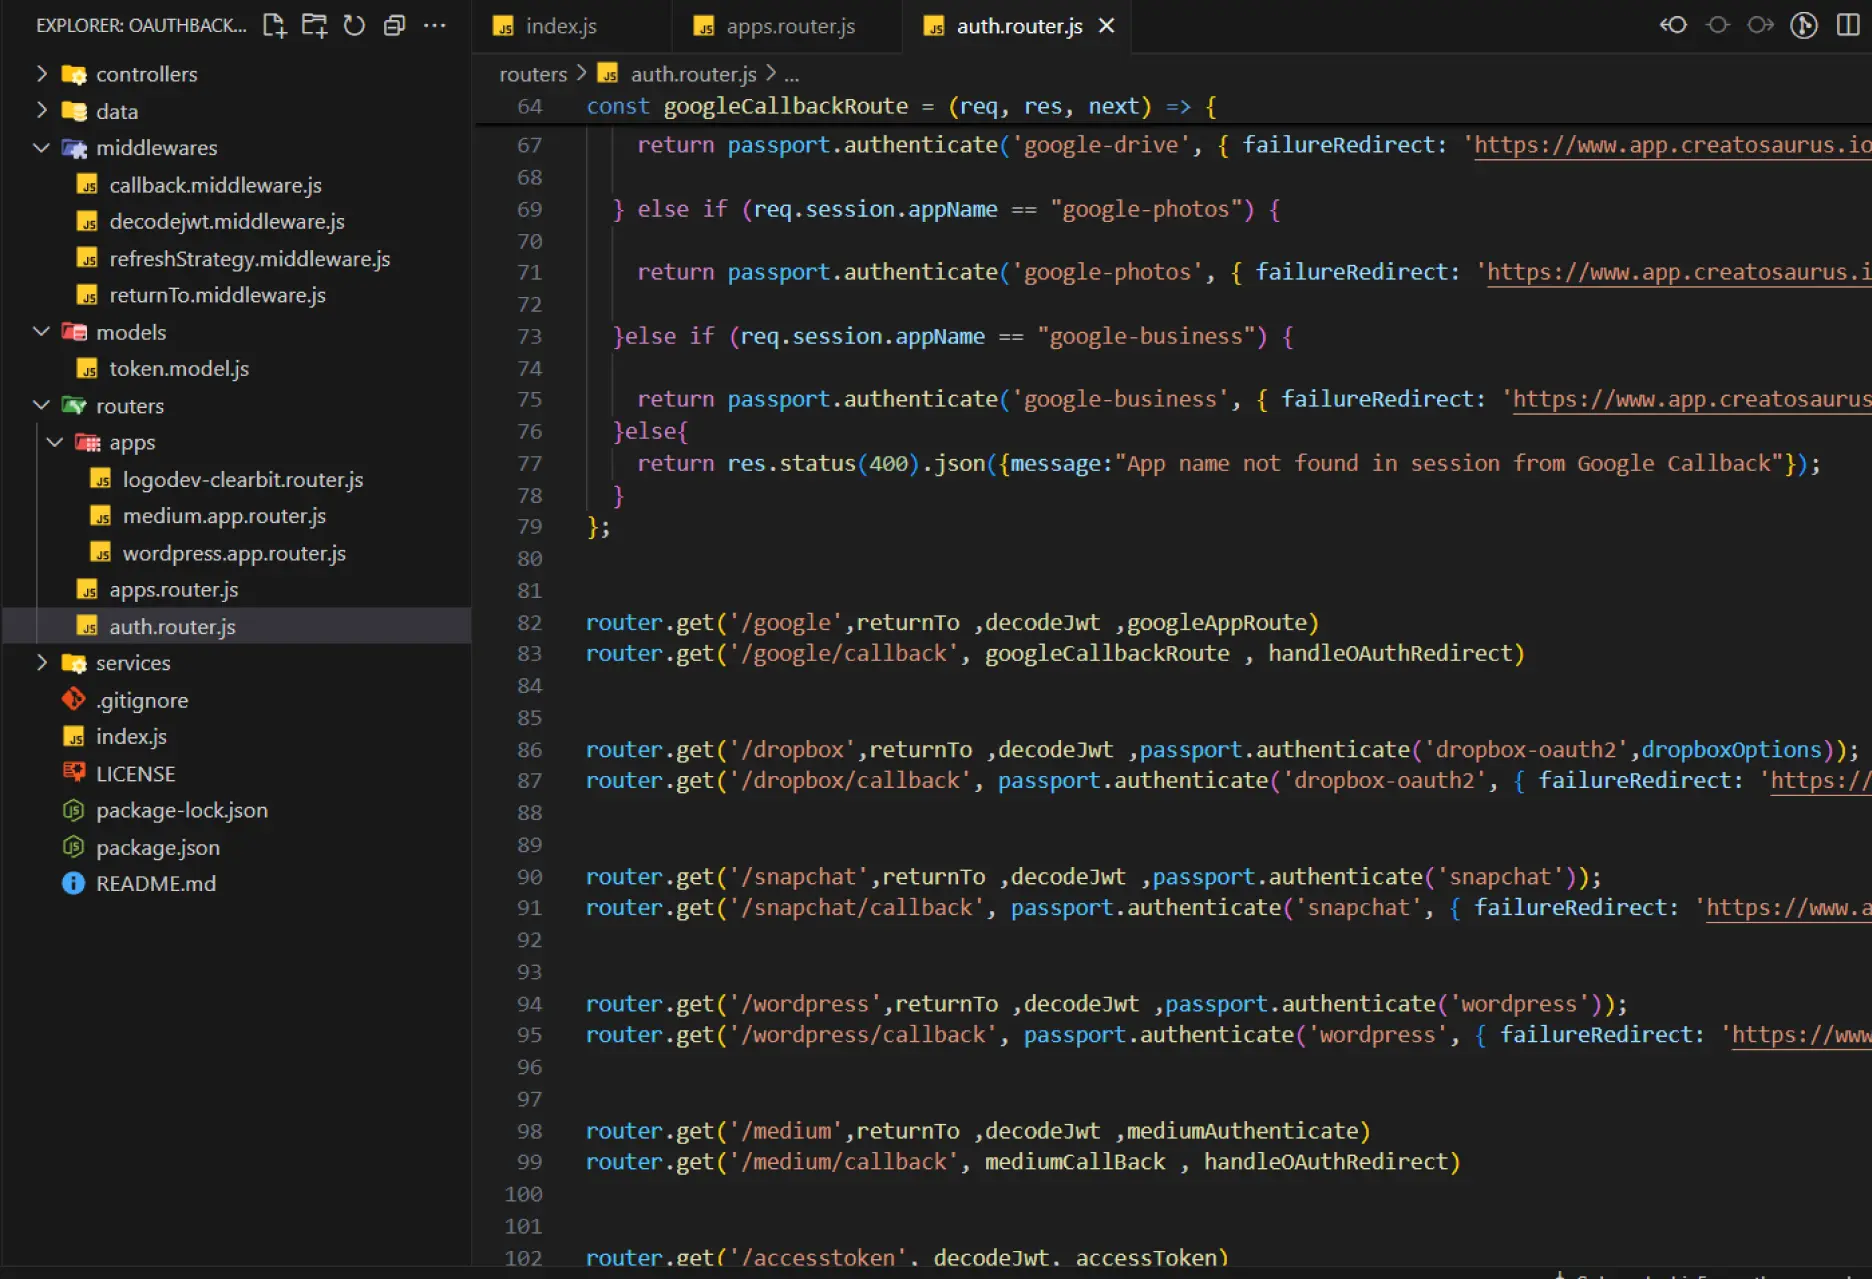 EXPLORER: OAUTHBACK...
controllers
data
middlewares
callback.middleware.js
decodejwt.middleware.js
refreshStrategy.middleware.js
returnTo.middleware.js
models
token.model.js
routers
apps
logodev-clearbit.router.js
medium.app.router.js
wordpress.app.router.js
apps.router.js
auth.router.js
services
.gitignore
index.js
LICENSE
package-lock.json
package.json
README.md
index.js apps.router.js auth.router.js
routers > auth.router.js > ...
64 const googleCallbackRoute = (req, res, next) => {
67 return passport.authenticate('google-drive', { failureRedirect: 'https://www.app.creatosaurus.io
68
69 } else if (req.session.appName == "google-photos") {
70
71 return passport.authenticate('google-photos', { failureRedirect: 'https://www.app.creatosaurus.i
72
73 }else if (req.session.appName == "google-business") {
74
75 return passport.authenticate('google-business', { failureRedirect: 'https://www.app.creatosaurus
76 }else{
77 return res.status(400).json({message:"App name not found in session from Google Callback"});
78 }
79 };
80
81
82 router.get('/google',returnTo ,decodeJwt ,googleAppRoute)
83 router.get('/google/callback', googleCallbackRoute , handleOAuthRedirect)
84
85
86 router.get('/dropbox',returnTo ,decodeJwt ,passport.authenticate('dropbox-oauth2',dropboxOptions));
87 router.get('/dropbox/callback', passport.authenticate('dropbox-oauth2', { failureRedirect: 'https://
88
89
90 router.get('/snapchat',returnTo ,decodeJwt ,passport.authenticate('snapchat'));
91 router.get('/snapchat/callback', passport.authenticate('snapchat', { failureRedirect: 'https://www.a
92
93
94 router.get('/wordpress',returnTo ,decodeJwt ,passport.authenticate('wordpress'));
95 router.get('/wordpress/callback', passport.authenticate('wordpress', { failureRedirect: 'https://www
96
97
98 router.get('/medium',returnTo ,decodeJwt ,mediumAuthenticate)
99 router.get('/medium/callback', mediumCallBack , handleOAuthRedirect)
100
101
102 router.get('/accesstoken', decodeJwt, accessToken)